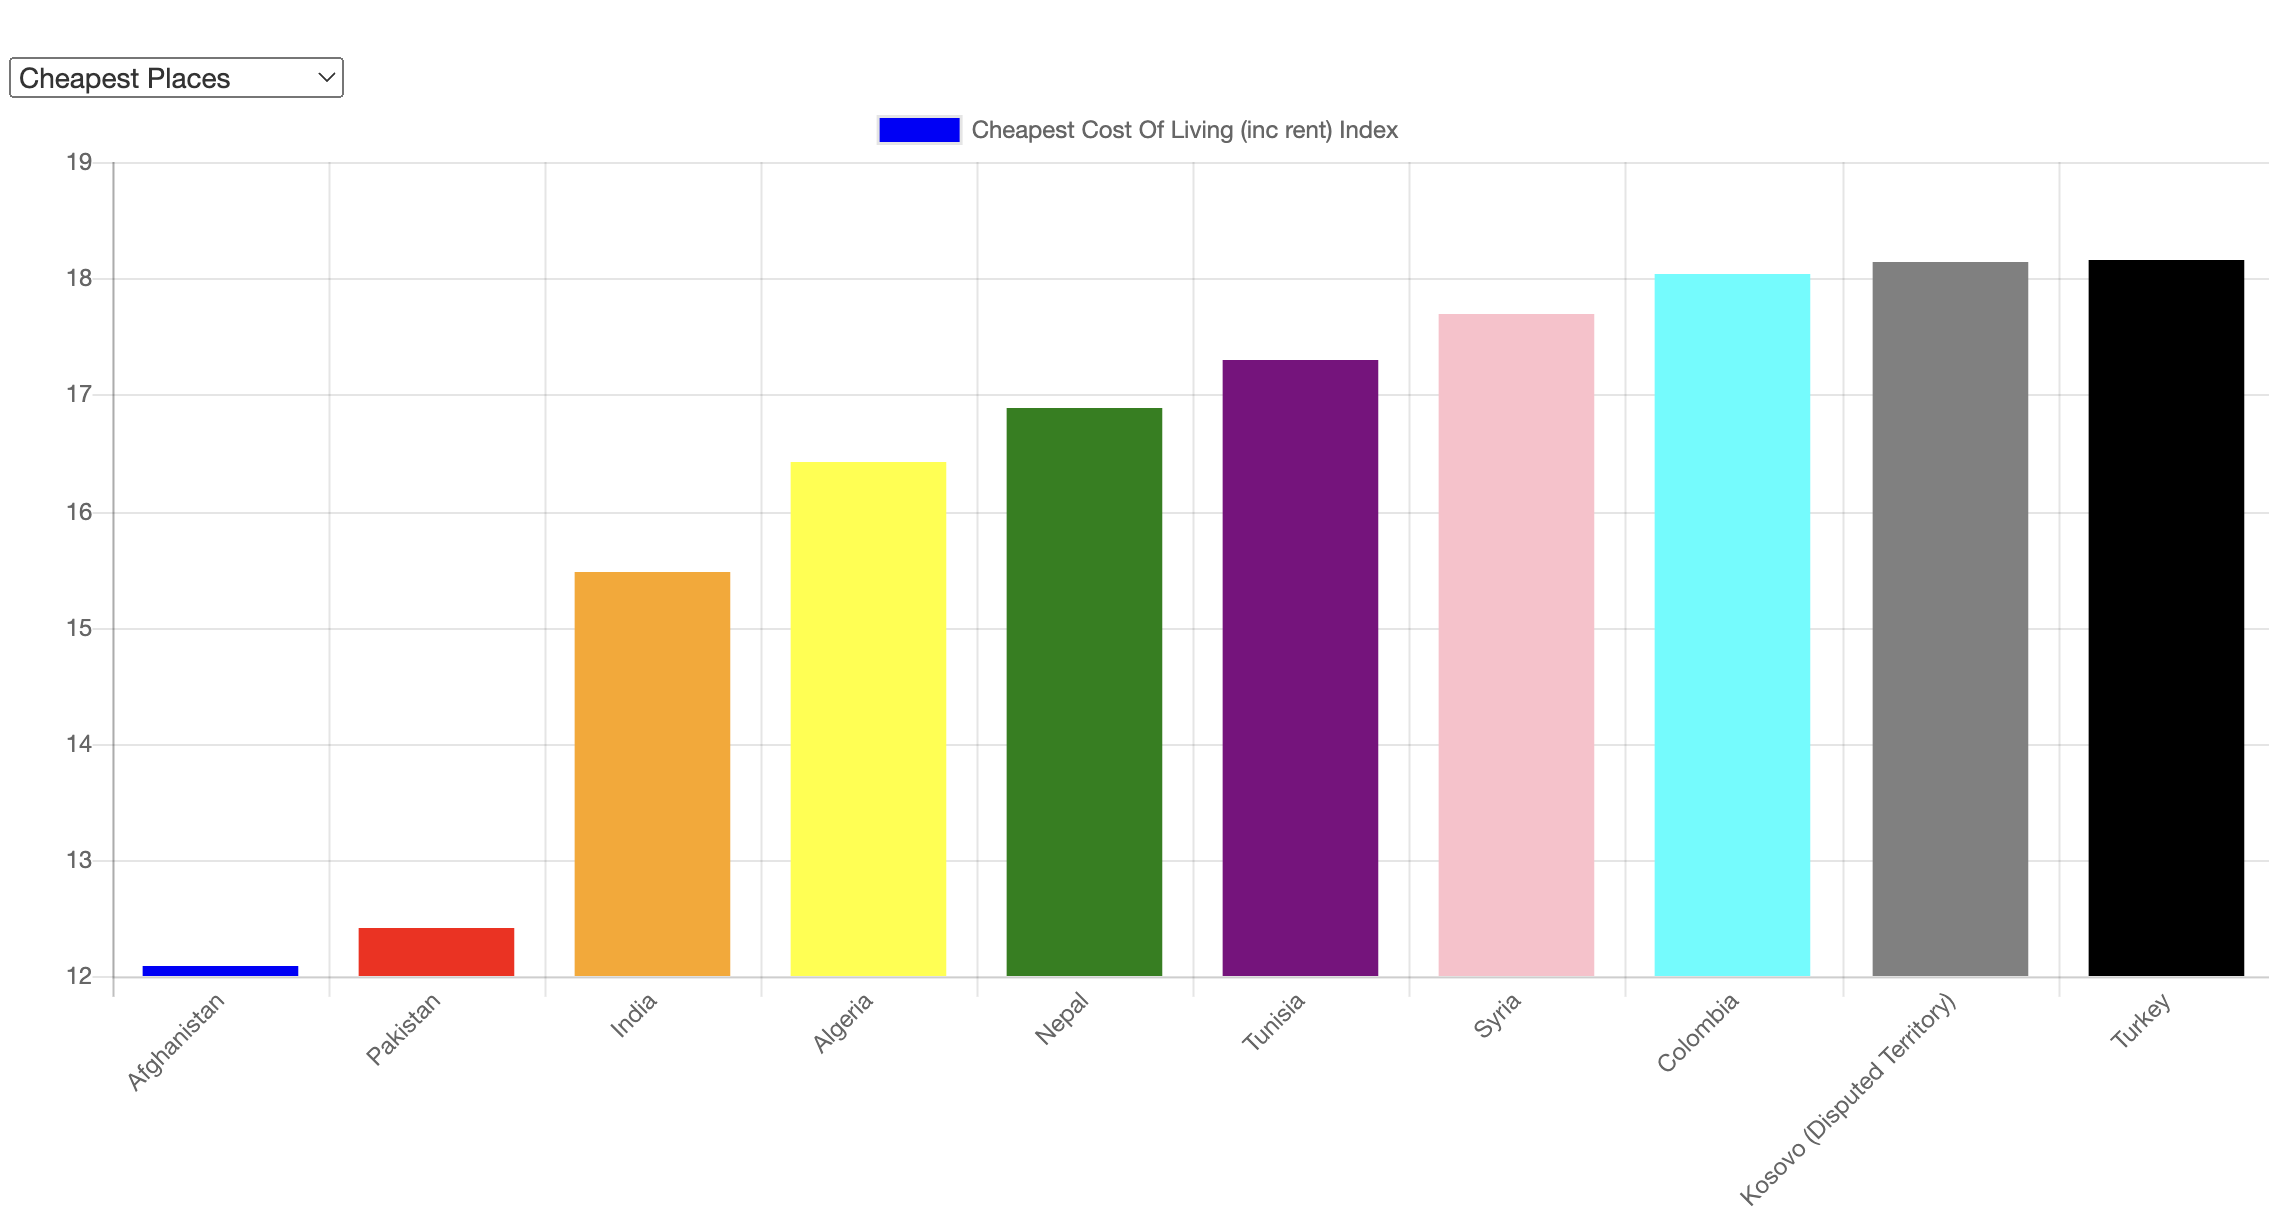 Cheapest Places
Cheapest Cost Of Living (inc rent) Index
19
18
17
16
15
14
13
12
Afghanistan
Pakistan
India
Algeria
Nepal
Tunisia
Syria
Colombia
Kosovo (Disputed Territory)
Turkey